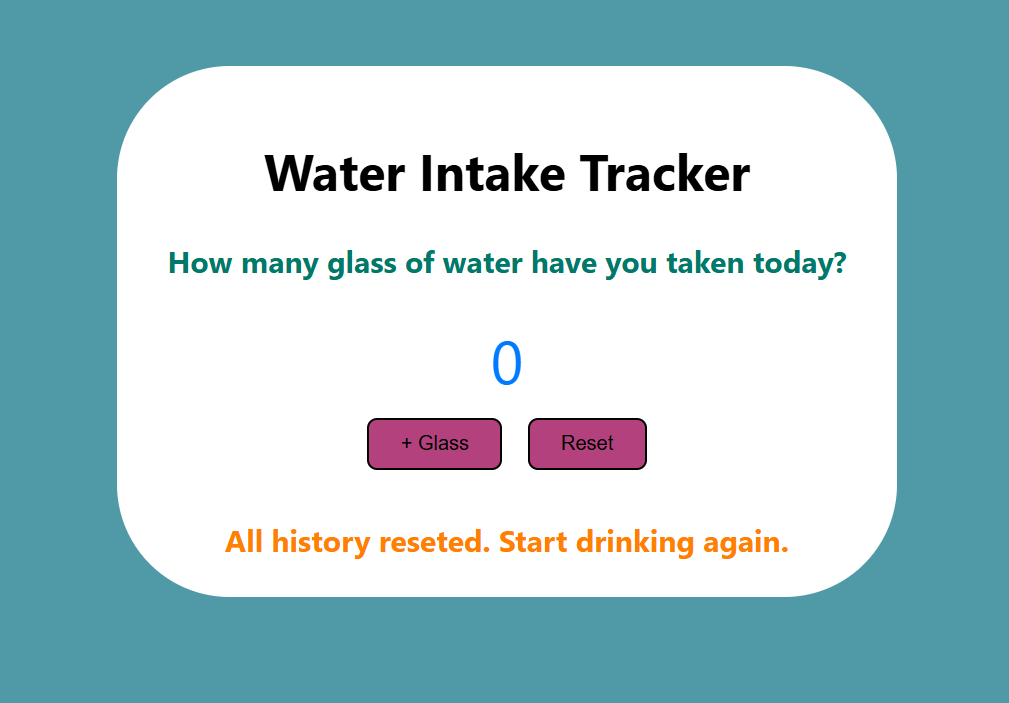 Water Intake Tracker
How many glass of water have you taken today?
0
+ Glass
Reset
All history reseted. Start drinking again.